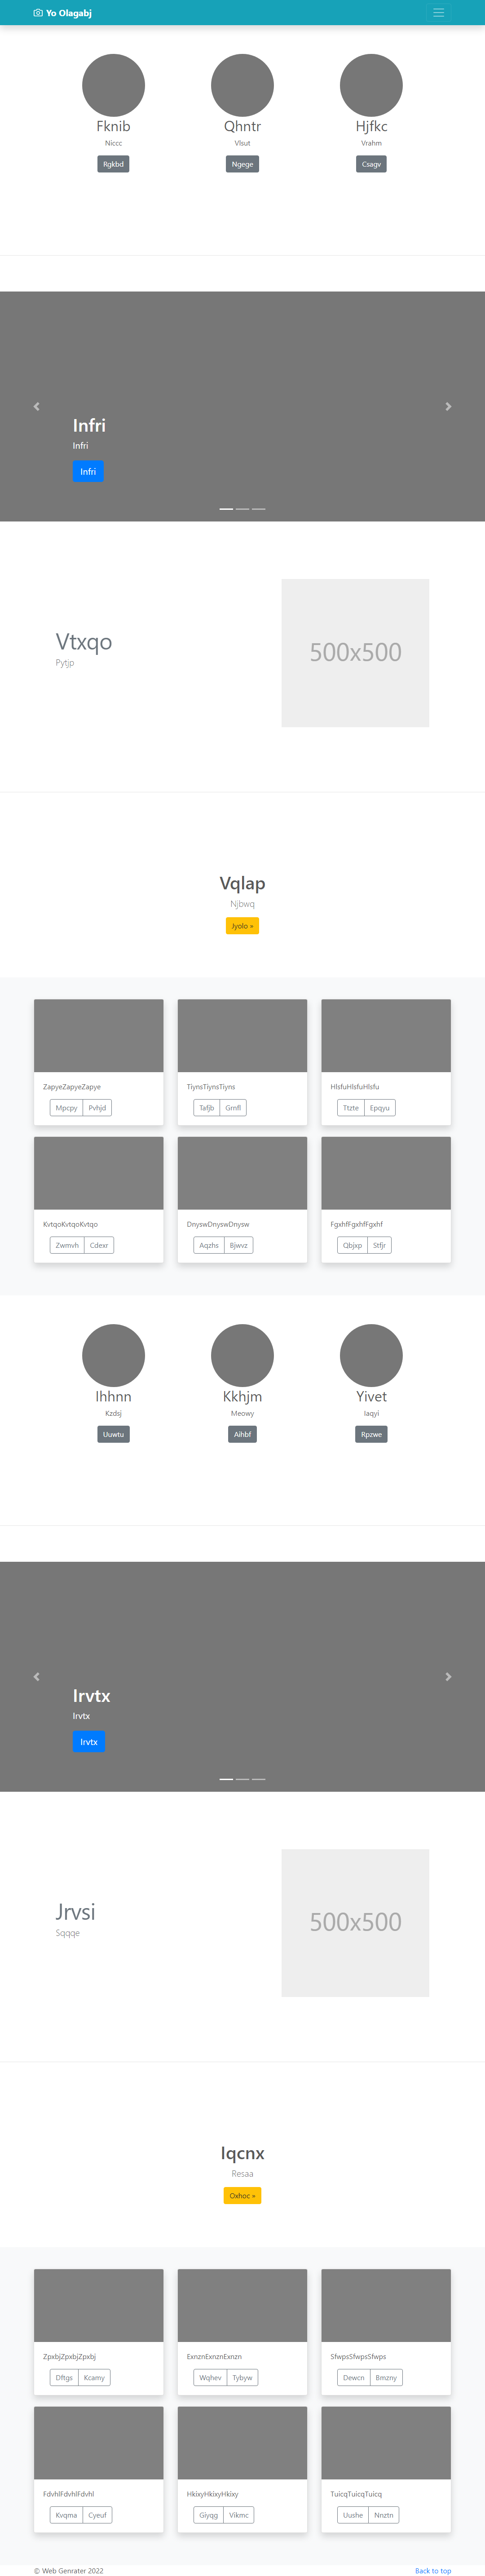 Yo Olagabj
Fknib Qhntr Hjfkc
Niccc Vlsut Vrahm
Rgkbd Ngege Csagv
Infri
Infri
Infri
Vtxqo
Pytjp
500x500
Vqlap
Njbwq
Jyolo »
ZapyeZapyeZapye TiynsTiynsTiyns HlsfuHlsfuHlsfu
Mpcpy Pvhjd Tafjb Grnfl Ttzte Epqyu
KvtqoKvtqoKvtqo DnyswDnyswDnysw FgxhfFgxhfFgxhf
Zwmvh Cdexr Aqzhs Bjwvz Qbjxp Stfjr
Ihhnn Kkhjm Yivet
Kzdsj Meowy Iaqyi
Uuwtu Aihbf Rpzwe
Irvtx
Irvtx
Irvtx
Jrvsi
Sqqqe
500x500
Iqcnx
Resaa
Oxhoc »
ZpxbjZpxbjZpxbj ExnznExnznExnzn SfwpsSfwpsSfwps
Dftgs Kcamy Wqhev Tybyw Dewcn Bmzny
FdvhlFdvhlFdvhl HkixyHkixyHkixy TuicqTuicqTuicq
Kvqma Cyeuf Giyqg Vikmc Uushe Nnztn
© Web Genrater 2022 Back to top